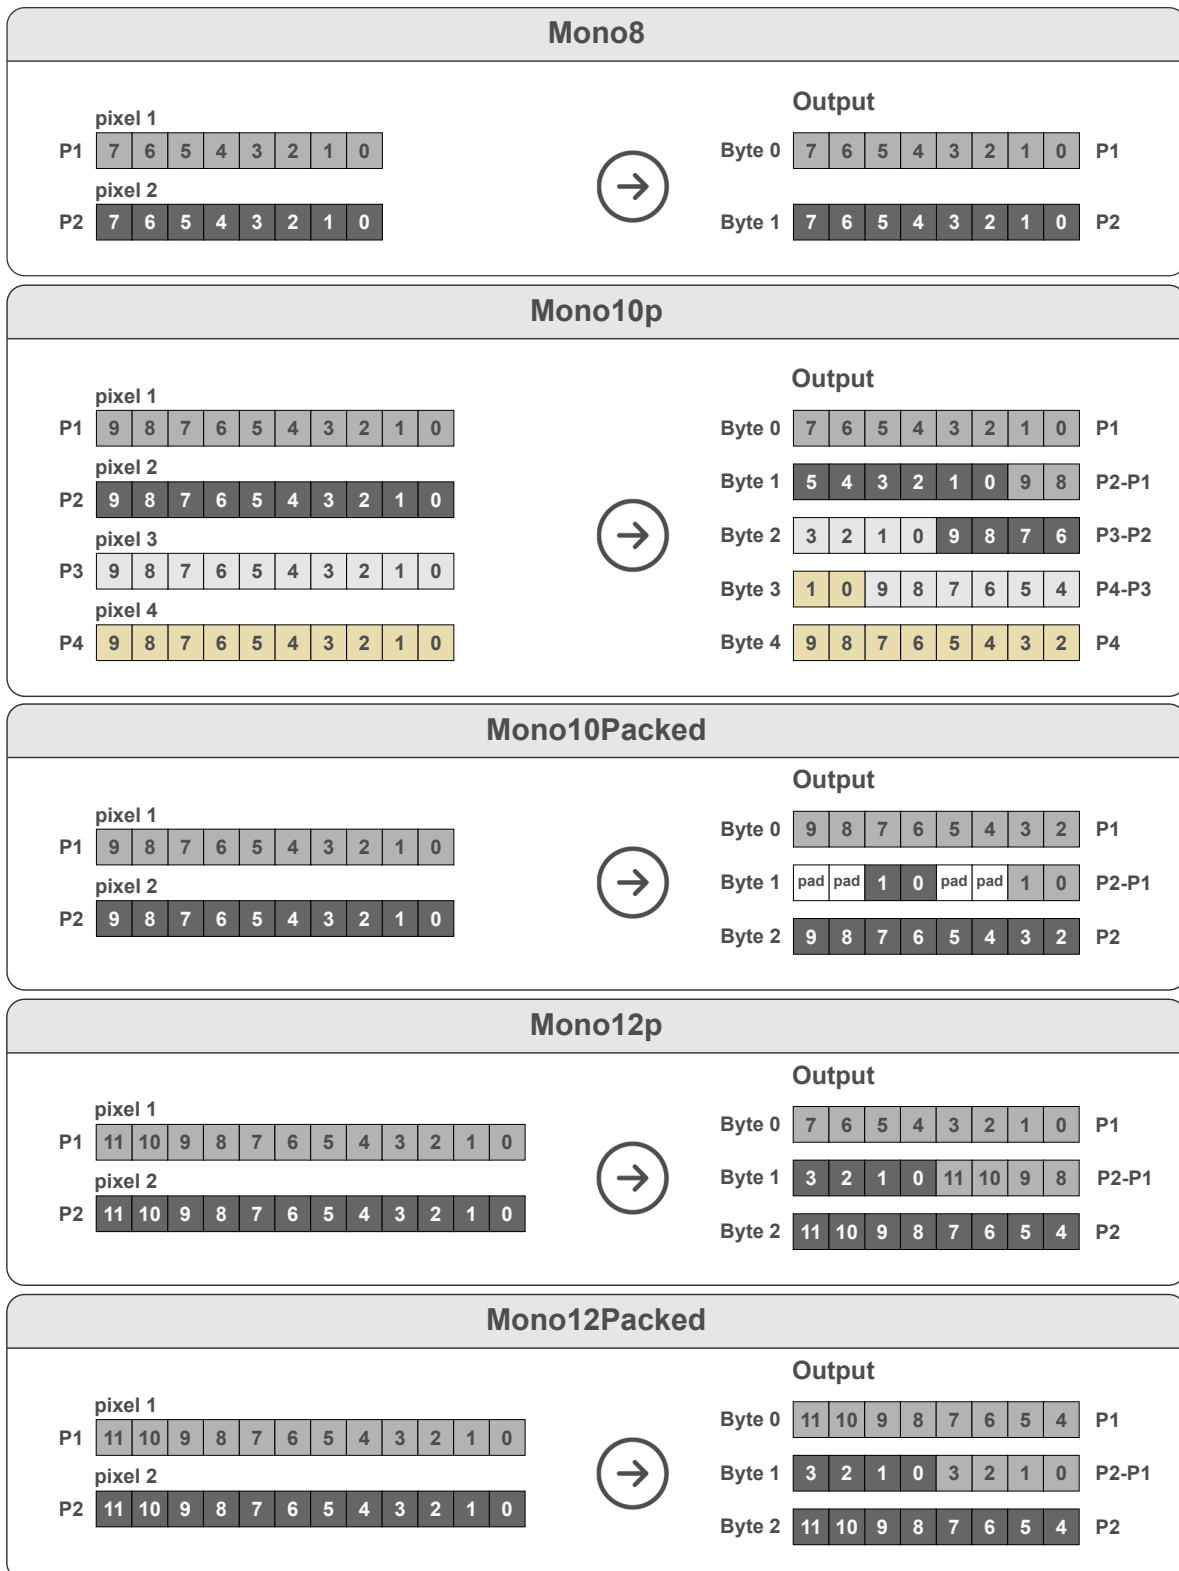 Mono8
Output
pixel 1
P1 7 6 5 4 3 2 1 0
Byte 0 7 6 5 4 3 2 1 0 P1
pixel 2
P2 7 6 5 4 3 2 1 0
Byte 1 7 6 5 4 3 2 1 0 P2
Mono10p
Output
pixel 1
P1 9 8 7 6 5 4 3 2 1 0
Byte 0 7 6 5 4 3 2 1 0 P1
pixel 2
P2 9 8 7 6 5 4 3 2 1 0
Byte 1 5 4 3 2 1 0 9 8 P2-P1
pixel 3
P3 9 8 7 6 5 4 3 2 1 0
Byte 2 3 2 1 0 9 8 7 6 P3-P2
pixel 4
P4 9 8 7 6 5 4 3 2 1 0
Byte 3 1 0 9 8 7 6 5 4 P4-P3
Byte 4 9 8 7 6 5 4 3 2 P4
Mono10Packed
Output
pixel 1
P1 9 8 7 6 5 4 3 2 1 0
Byte 0 9 8 7 6 5 4 3 2 P1
pixel 2
P2 9 8 7 6 5 4 3 2 1 0
Byte 1 pad pad 1 0 pad pad 1 0 P2-P1
Byte 2 9 8 7 6 5 4 3 2 P2
Mono12p
Output
pixel 1
P1 11 10 9 8 7 6 5 4 3 2 1 0
Byte 0 7 6 5 4 3 2 1 0 P1
pixel 2
P2 11 10 9 8 7 6 5 4 3 2 1 0
Byte 1 3 2 1 0 11 10 9 8 P2-P1
Byte 2 11 10 9 8 7 6 5 4 P2
Mono12Packed
Output
pixel 1
P1 11 10 9 8 7 6 5 4 3 2 1 0
Byte 0 11 10 9 8 7 6 5 4 P1
pixel 2
P2 11 10 9 8 7 6 5 4 3 2 1 0
Byte 1 3 2 1 0 3 2 1 0 P2-P1
Byte 2 11 10 9 8 7 6 5 4 P2